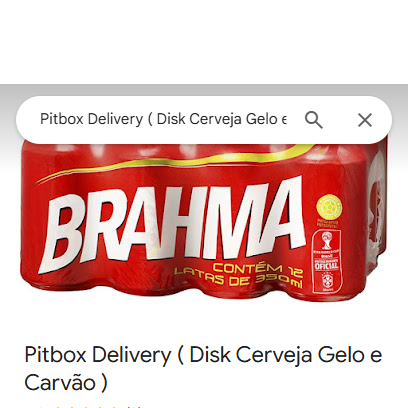 Pitbox Delivery ( Disk Cerveja Gelo e
BRAHMA
CONTÉM 12
LATAS DE 350ml
OFICIAL
Pitbox Delivery ( Disk Cerveja Gelo e
Carvão )